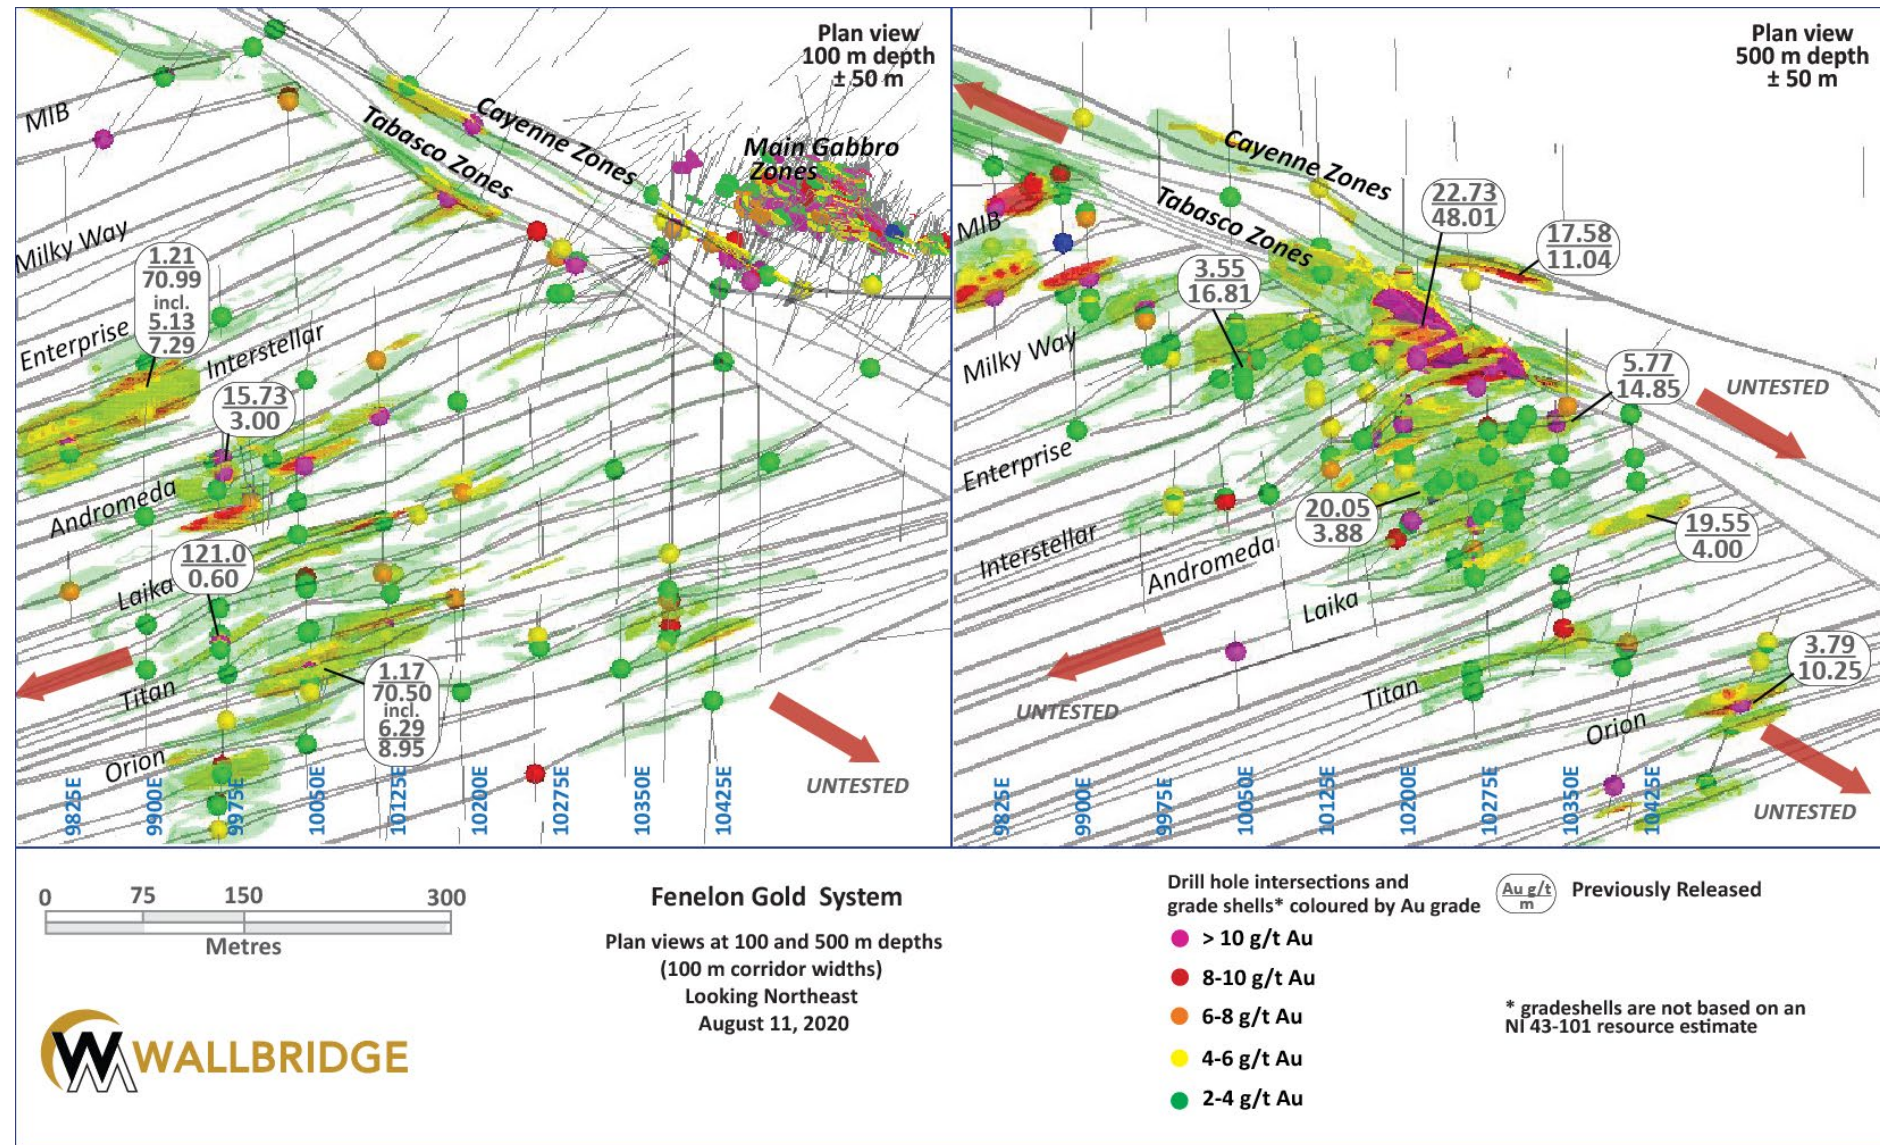 Plan view
100 m depth
± 50 m
MIB
Tabasco Zones
Cayenne Zones
Main Gabbro
Zones
Milky Way
1.21
70.99
incl.
5.13
7.29
Enterprise
Interstellar
15.73
3.00
Andromeda
121.0
0.60
Laika
Titan
1.17
70.50
incl.
6.29
8.95
Orion
UNTESTED
9825E
9900E
9975E
10050E
10125E
10200E
10275E
10350E
10425E
Plan view
500 m depth
± 50 m
Cayenne Zones
Tabasco Zones
MIB
22.73
48.01
17.58
11.04
3.55
16.81
Milky Way
5.77
14.85
UNTESTED
Enterprise
20.05
3.88
19.55
4.00
Interstellar
Andromeda
Laika
UNTESTED
Titan
3.79
10.25
Orion
UNTESTED
9825E
9900E
9975E
10050E
10125E
10200E
10275E
10350E
10425E
0 75 150 300
Metres
WALLBRIDGE
Fenelon Gold System
Plan views at 100 and 500 m depths
(100 m corridor widths)
Looking Northeast
August 11, 2020
Drill hole intersections and
grade shells* coloured by Au grade
> 10 g/t Au
8-10 g/t Au
6-8 g/t Au
4-6 g/t Au
2-4 g/t Au
Au g/t
m
Previously Released
* gradeshells are not based on an
NI 43-101 resource estimate